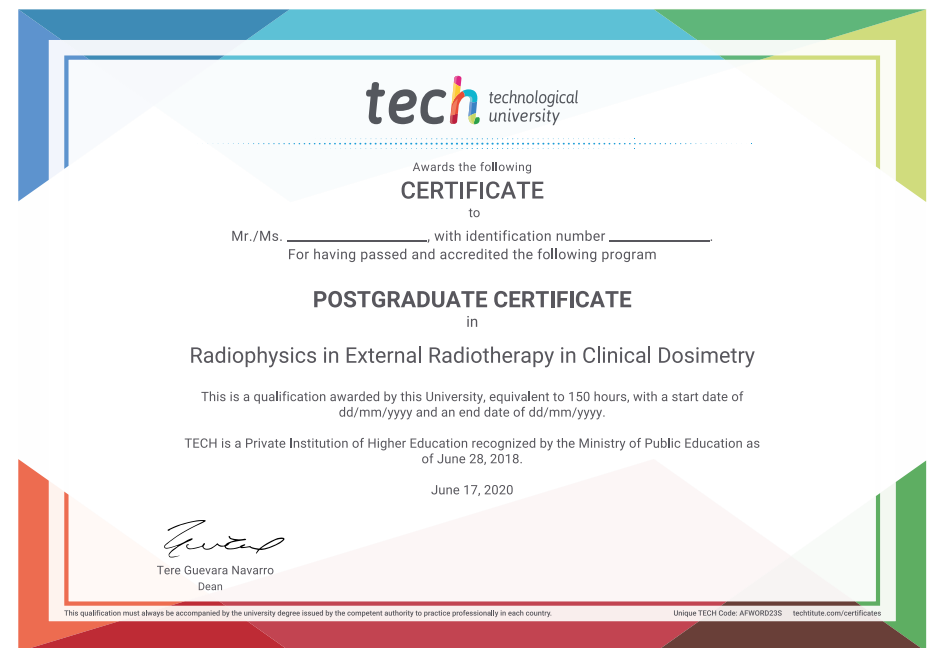 tech technological
university
Awards the following
CERTIFICATE
to
Mr./Ms. ____________________, with identification number ______________.
For having passed and accredited the following program
POSTGRADUATE CERTIFICATE
in
Radiophysics in External Radiotherapy in Clinical Dosimetry
This is a qualification awarded by this University, equivalent to 150 hours, with a start date of
dd/mm/yyyy and an end date of dd/mm/yyyy.
TECH is a Private Institution of Higher Education recognized by the Ministry of Public Education as
of June 28, 2018.
June 17, 2020
Tere Guevara Navarro
Dean
This qualification must always be accompanied by the university degree issued by the competent authority to practice professionally in each country.
Unique TECH Code: AFWORD23S techtitute.com/certificates